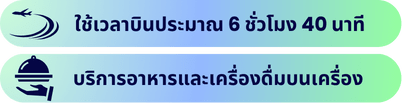 ใช้เวลาบินประมาณ 6 ชั่วโมง 40 นาที
บริการอาหารและเครื่องดื่มบนเครื่อง